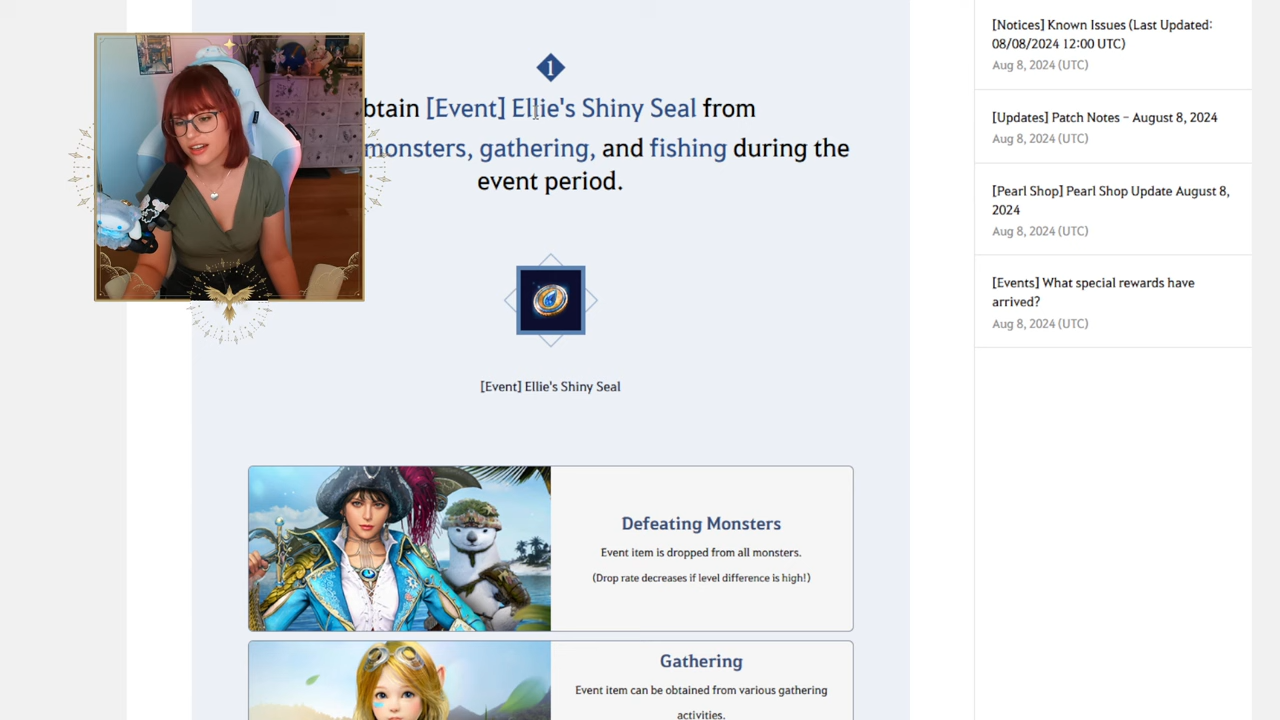 1
btain [Event] Ellie's Shiny Seal from
monsters, gathering, and fishing during the
event period.
[Event] Ellie's Shiny Seal
Defeating Monsters
Event item is dropped from all monsters.
(Drop rate decreases if level difference is high!)
Gathering
Event item can be obtained from various gathering
activities.
[Notices] Known Issues (Last Updated:
08/08/2024 12:00 UTC)
Aug 8, 2024 (UTC)
[Updates] Patch Notes – August 8, 2024
Aug 8, 2024 (UTC)
[Pearl Shop] Pearl Shop Update August 8,
2024
Aug 8, 2024 (UTC)
[Events] What special rewards have
arrived?
Aug 8, 2024 (UTC)